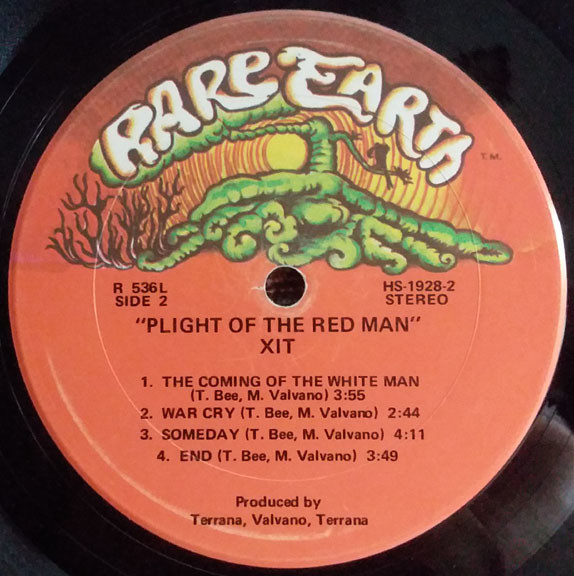 RARE EARTH
T.M.
R 536L
SIDE 2
HS-1928-2
STEREO
"PLIGHT OF THE RED MAN"
XIT
1. THE COMING OF THE WHITE MAN
(T. Bee, M. Valvano) 3:55
2. WAR CRY (T. Bee, M. Valvano) 2:44
3. SOMEDAY (T. Bee, M. Valvano) 4:11
4. END (T. Bee, M. Valvano) 3:49
Produced by
Terrana, Valvano, Terrana